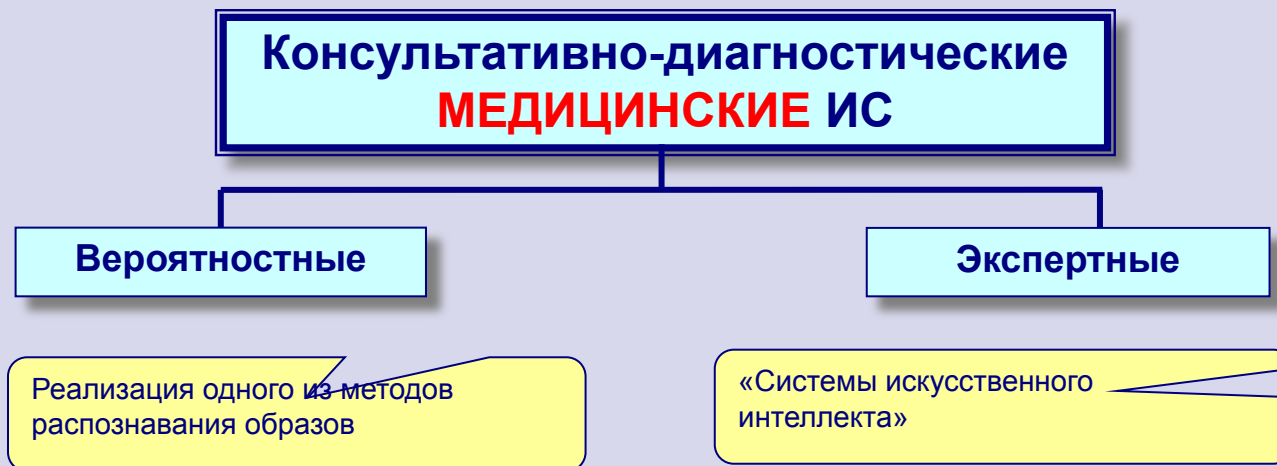 Консультативно-диагностические
МЕДИЦИНСКИЕ ИС
Вероятностные
Экспертные
Реализация одного из методов
распознавания образов
«Системы искусственного
интеллекта»